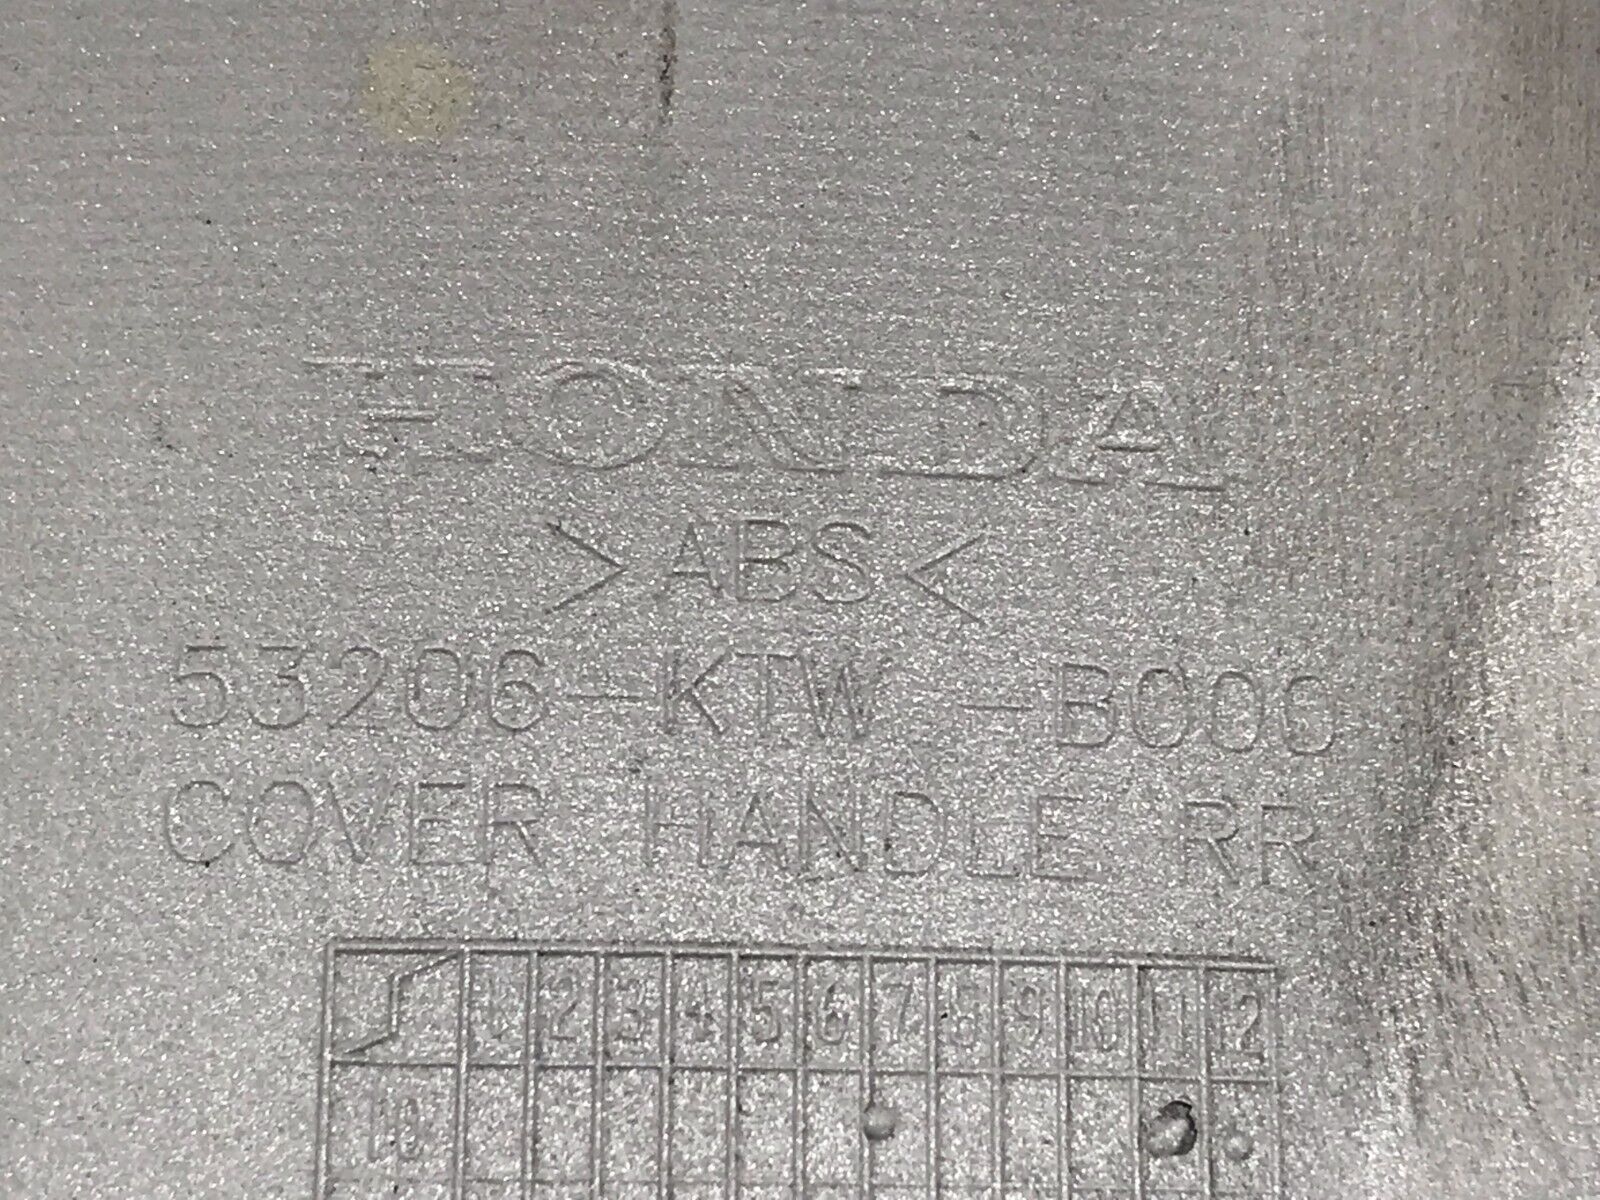 HONDA
>ABS<
53206-KTW-B000
COVER HANDLE RR
1 2 3 4 5 6 7 8 9 10 11 12
10